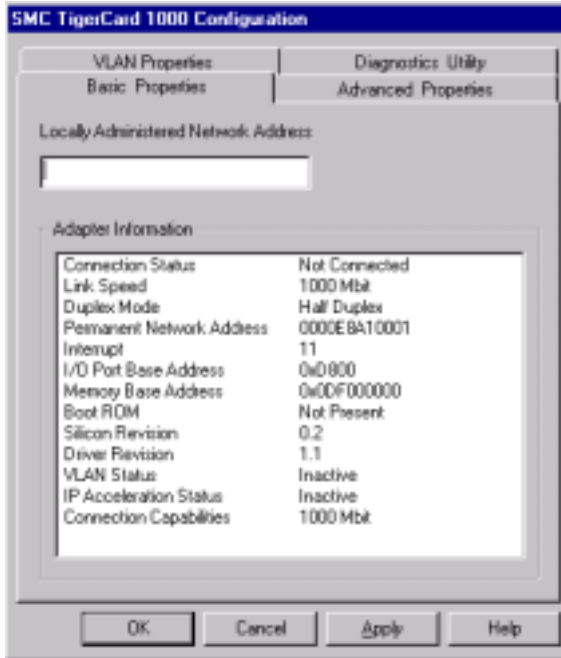 SMC TigerCard 1000 Configuration
VLAN Properties Diagnostics Utility
Basic Properties Advanced Properties
Locally Administered Network Address
Adapter Information
Connection Status Not Connected
Link Speed 1000 Mbit
Duplex Mode Half Duplex
Permanent Network Address 0000E8A10001
Interrupt 11
I/O Port Base Address 0xD800
Memory Base Address 0x0DF000000
Boot ROM Not Present
Silicon Revision 0.2
Driver Revision 1.1
VLAN Status Inactive
IP Acceleration Status Inactive
Connection Capabilities 1000 Mbit
OK Cancel Apply Help